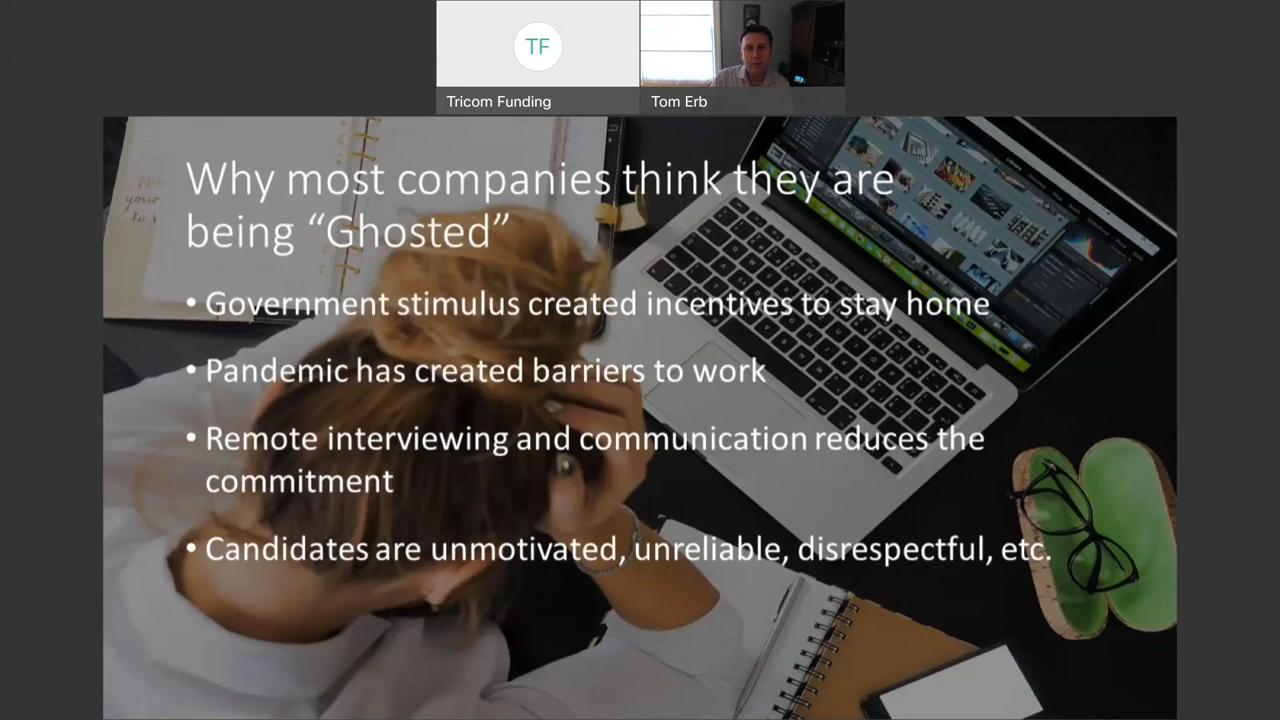 TF
Tricom Funding
Tom Erb
Why most companies think they are
being “Ghosted”
• Government stimulus created incentives to stay home
• Pandemic has created barriers to work
• Remote interviewing and communication reduces the
commitment
• Candidates are unmotivated, unreliable, disrespectful, etc.